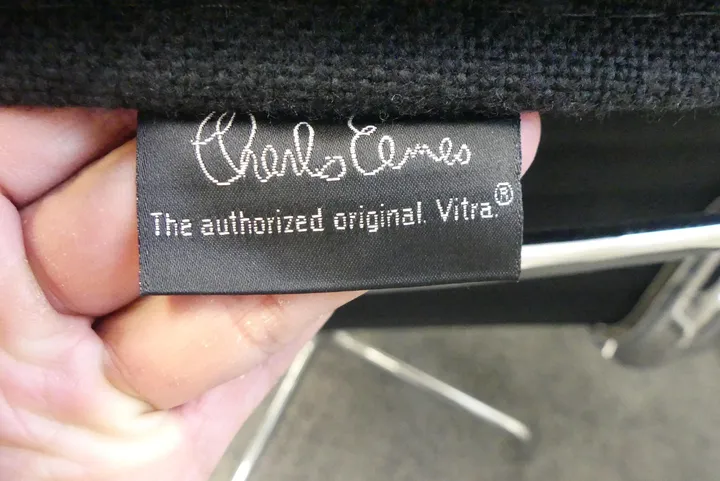 Charles Eames
The authorized original. Vitra.®